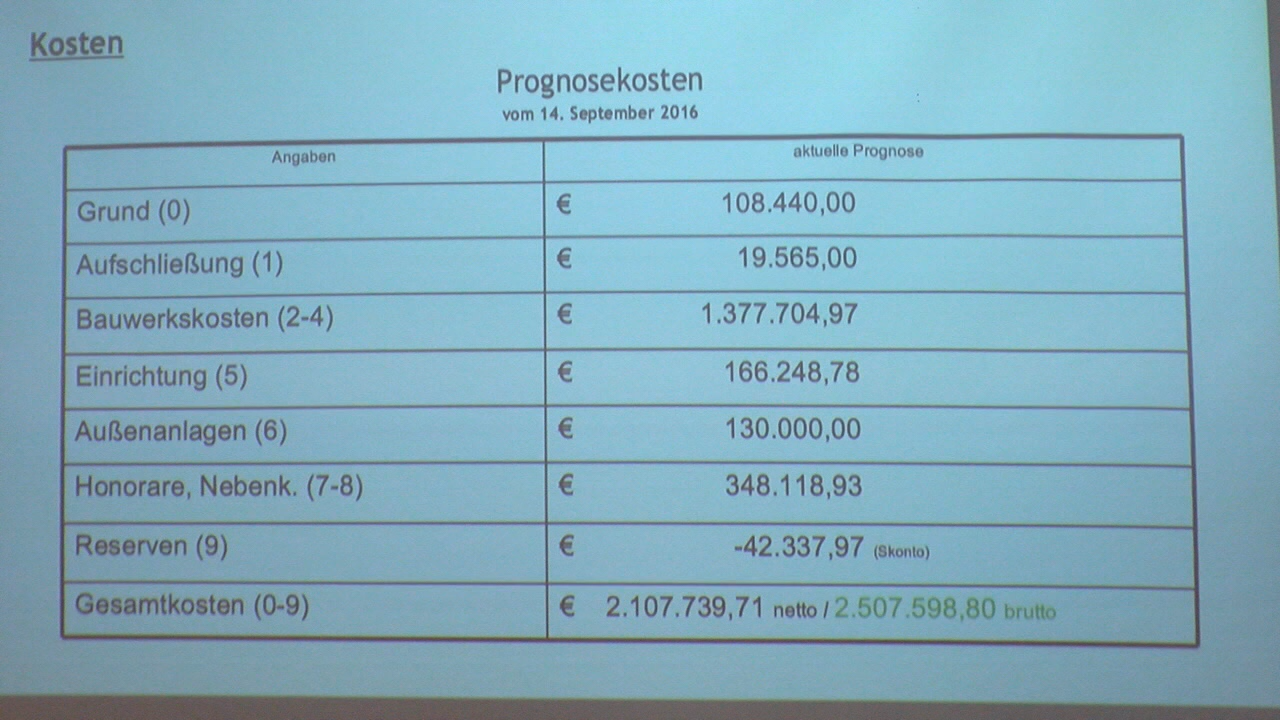 Kosten
Prognosekosten
vom 14. September 2016
Angaben aktuelle Prognose
Grund (0) € 108.440,00
Aufschließung (1) € 19.565,00
Bauwerkskosten (2-4) € 1.377.704,97
Einrichtung (5) € 166.248,78
Außenanlagen (6) € 130.000,00
Honorare, Nebenk. (7-8) € 348.118,93
Reserven (9) € -42.337,97 (Skonto)
Gesamtkosten (0-9) € 2.107.739,71 netto / 2.507.598,80 brutto